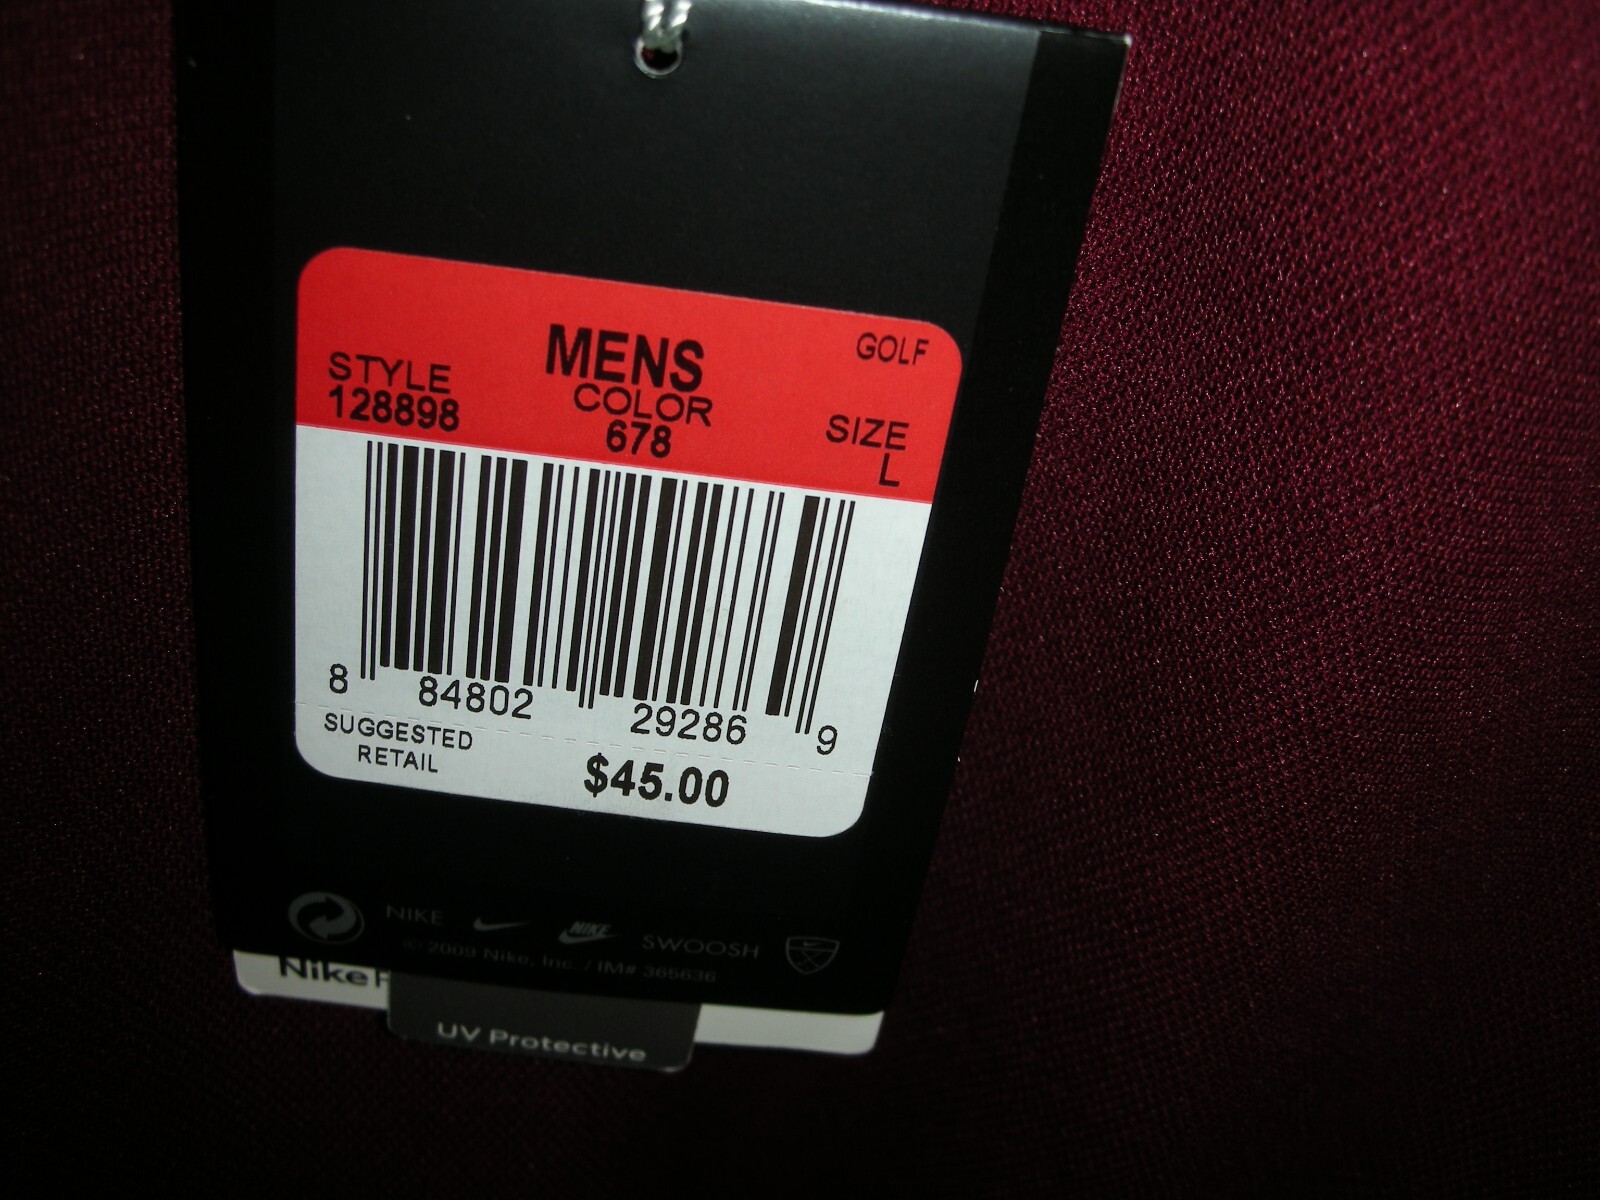 MENS
GOLF
STYLE
128898
COLOR
678
SIZE
L
8 84802 29286 9
SUGGESTED
RETAIL
$45.00
NIKE NIKE SWOOSH
© 2009 Nike, Inc. / IM# 365636
Nike
UV Protective